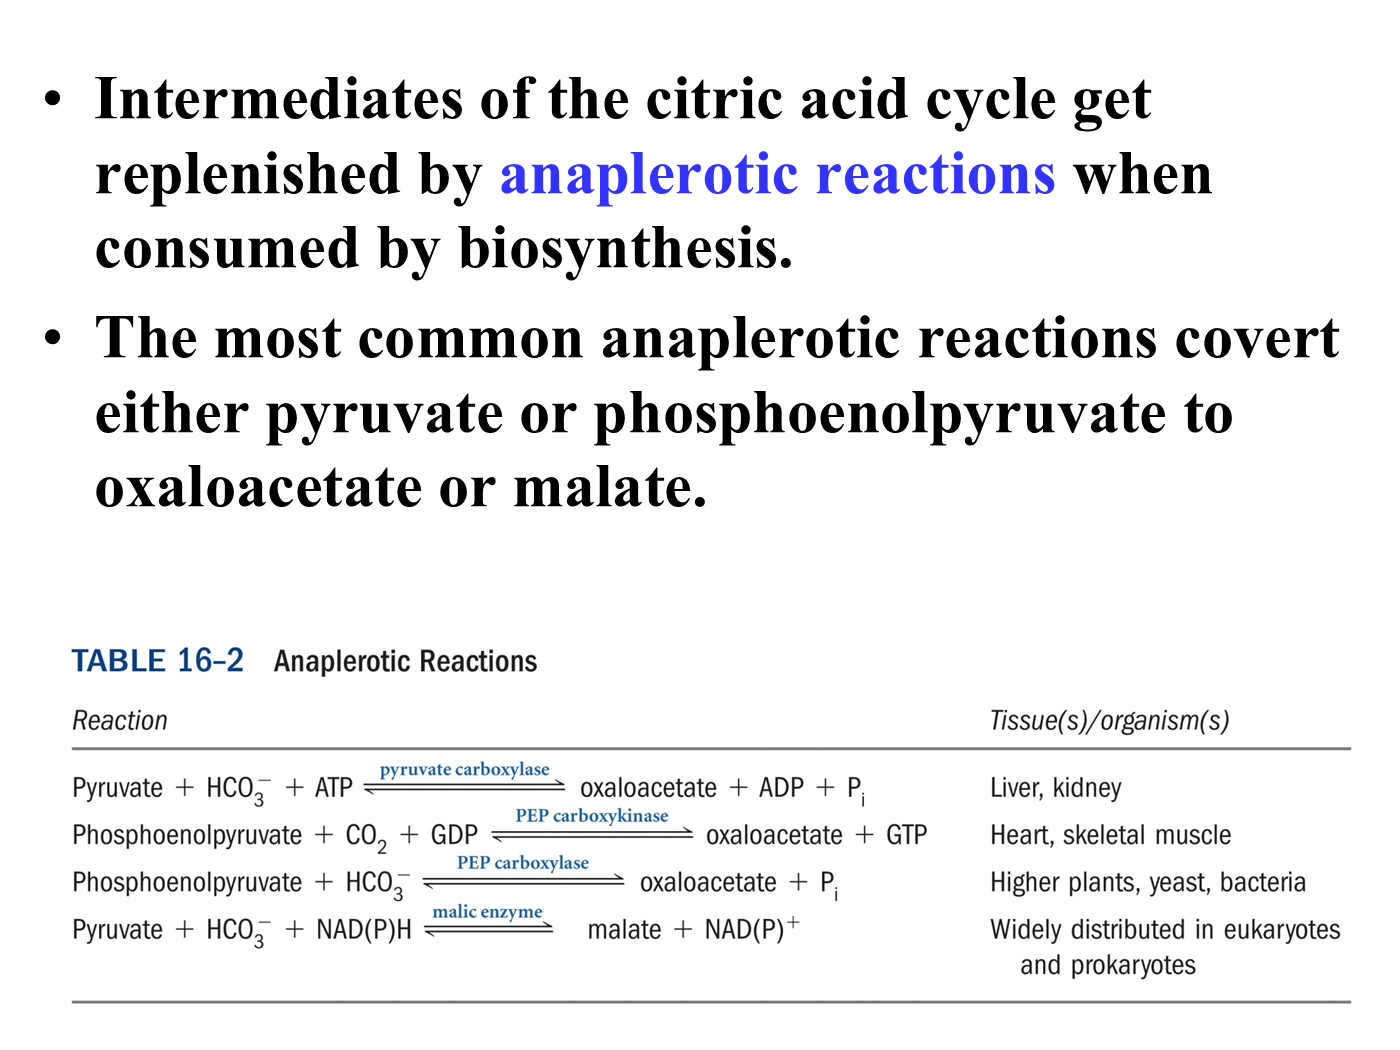 • Intermediates of the citric acid cycle get
replenished by anaplerotic reactions when
consumed by biosynthesis.
• The most common anaplerotic reactions covert
either pyruvate or phosphoenolpyruvate to
oxaloacetate or malate.
TABLE 16–2 Anaplerotic Reactions
Reaction Tissue(s)/organism(s)
Pyruvate + HCO₃⁻ + ATP ⇌ pyruvate carboxylase oxaloacetate + ADP + Pᵢ Liver, kidney
Phosphoenolpyruvate + CO₂ + GDP ⇌ PEP carboxykinase oxaloacetate + GTP Heart, skeletal muscle
Phosphoenolpyruvate + HCO₃⁻ ⇌ PEP carboxylase oxaloacetate + Pᵢ Higher plants, yeast, bacteria
Pyruvate + HCO₃⁻ + NAD(P)H ⇌ malic enzyme malate + NAD(P)⁺ Widely distributed in eukaryotes
and prokaryotes